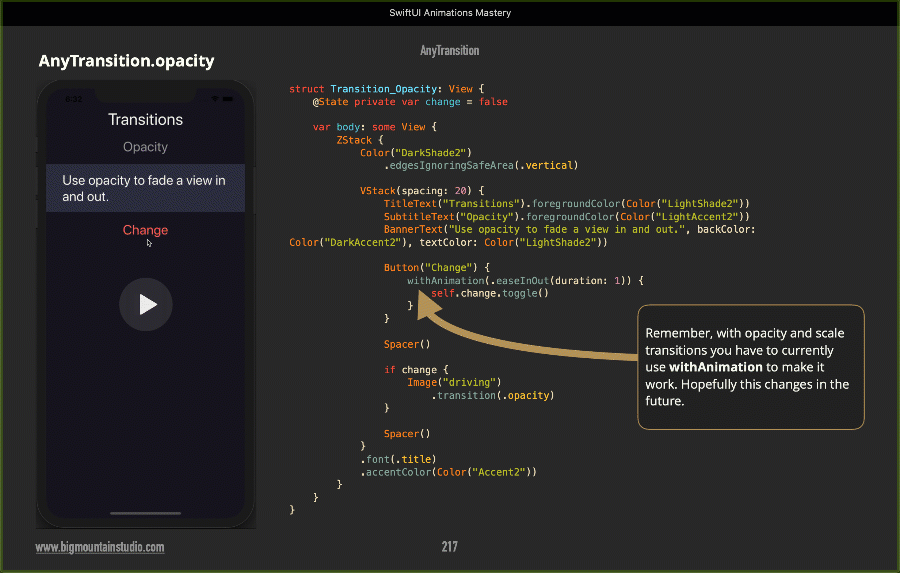 SwiftUI Animations Mastery
AnyTransition
AnyTransition.opacity
9:32
Transitions
Opacity
Use opacity to fade a view in
and out.
Change
struct Transition_Opacity: View {
@State private var change = false
var body: some View {
ZStack {
Color("DarkShade2")
.edgesIgnoringSafeArea(.vertical)
VStack(spacing: 20) {
TitleText("Transitions").foregroundColor(Color("LightShade2"))
SubtitleText("Opacity").foregroundColor(Color("LightAccent2"))
BannerText("Use opacity to fade a view in and out.", backColor:
Color("DarkAccent2"), textColor: Color("LightShade2"))
Button("Change") {
withAnimation(.easeInOut(duration: 1)) {
self.change.toggle()
}
}
Spacer()
if change {
Image("driving")
.transition(.opacity)
}
Spacer()
}
.font(.title)
.accentColor(Color("Accent2"))
}
}
}
Remember, with opacity and scale
transitions you have to currently
use withAnimation to make it
work. Hopefully this changes in the
future.
www.bigmountainstudio.com
217